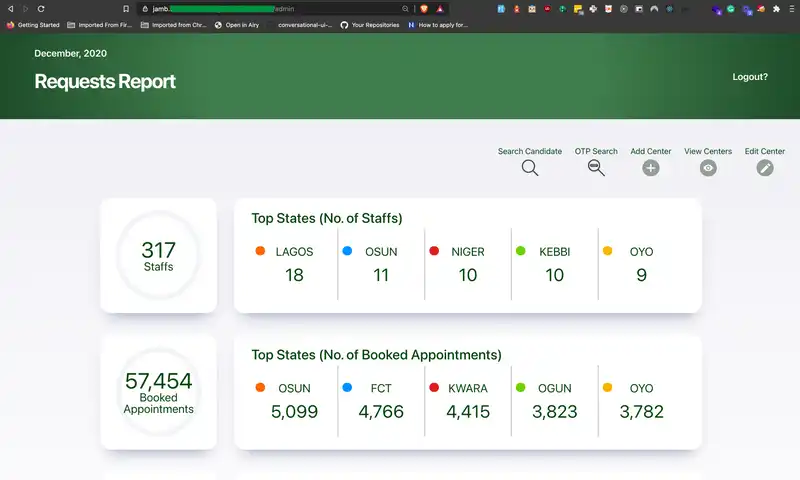 jamb. /admin
Getting Started
Imported From Fir...
Imported from Chr...
Open in Airy
conversational-ui-...
Your Repositories
How to apply for...
December, 2020
Requests Report
Logout?
Search Candidate
OTP Search
Add Center
View Centers
Edit Center
317
Staffs
Top States (No. of Staffs)
LAGOS OSUN NIGER KEBBI OYO
18 11 10 10 9
57,454
Booked
Appointments
Top States (No. of Booked Appointments)
OSUN FCT KWARA OGUN OYO
5,099 4,766 4,415 3,823 3,782